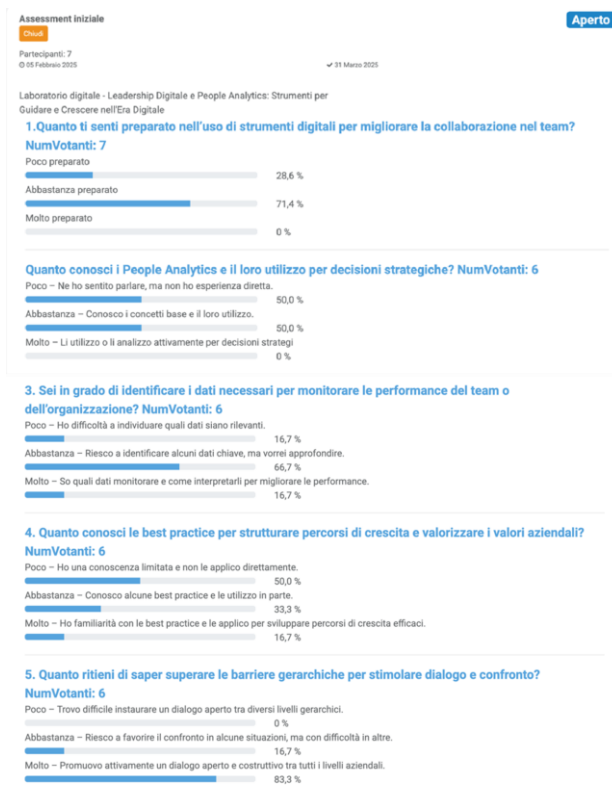 Assessment iniziale
Aperto
Chiudi
Partecipanti: 7
05 Febbraio 2025
31 Marzo 2025
Laboratorio digitale - Leadership Digitale e People Analytics: Strumenti per
Guidare e Crescere nell'Era Digitale
1.Quanto ti senti preparato nell'uso di strumenti digitali per migliorare la collaborazione nel team?
NumVotanti: 7
Poco preparato
28,6 %
Abbastanza preparato
71,4 %
Molto preparato
0 %
Quanto conosci i People Analytics e il loro utilizzo per decisioni strategiche? NumVotanti: 6
Poco – Ne ho sentito parlare, ma non ho esperienza diretta.
50,0 %
Abbastanza – Conosco i concetti base e il loro utilizzo.
50,0 %
Molto – Li utilizzo o li analizzo attivamente per decisioni strategi
0 %
3. Sei in grado di identificare i dati necessari per monitorare le performance del team o
dell'organizzazione? NumVotanti: 6
Poco – Ho difficoltà a individuare quali dati siano rilevanti.
16,7 %
Abbastanza – Riesco a identificare alcuni dati chiave, ma vorrei approfondire.
66,7 %
Molto – So quali dati monitorare e come interpretarli per migliorare le performance.
16,7 %
4. Quanto conosci le best practice per strutturare percorsi di crescita e valorizzare i valori aziendali?
NumVotanti: 6
Poco – Ho una conoscenza limitata e non le applico direttamente.
50,0 %
Abbastanza – Conosco alcune best practice e le utilizzo in parte.
33,3 %
Molto – Ho familiarità con le best practice e le applico per sviluppare percorsi di crescita efficaci.
16,7 %
5. Quanto ritieni di saper superare le barriere gerarchiche per stimolare dialogo e confronto?
NumVotanti: 6
Poco – Trovo difficile instaurare un dialogo aperto tra diversi livelli gerarchici.
0 %
Abbastanza – Riesco a favorire il confronto in alcune situazioni, ma con difficoltà in altre.
16,7 %
Molto – Promuovo attivamente un dialogo aperto e costruttivo tra tutti i livelli aziendali.
83,3 %